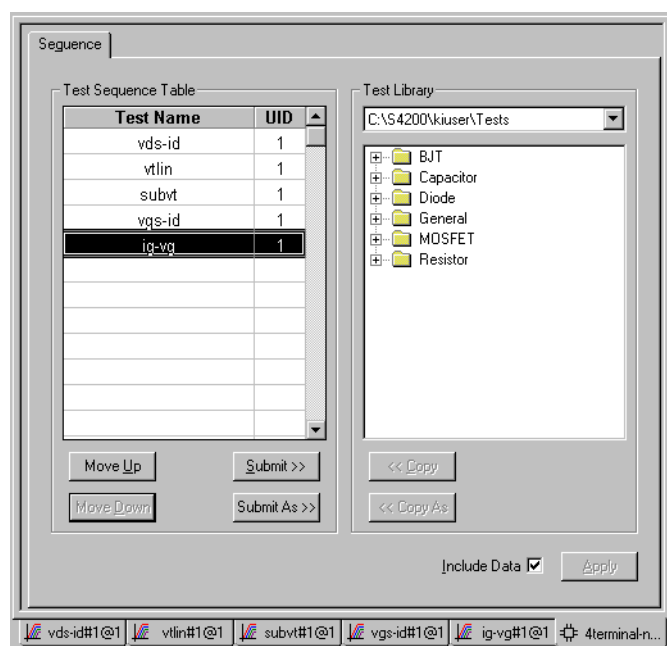 Sequence
Test Sequence Table
Test Name UID
vds-id 1
vtlin 1
subvt 1
vgs-id 1
ig-vg 1
Move Up
Submit >>
Move Down
Submit As >>
Test Library
C:\S4200\kiuser\Tests
BJT
Capacitor
Diode
General
MOSFET
Resistor
<< Copy
<< Copy As
Include Data
Apply
vds-id#1@1 vtlin#1@1 subvt#1@1 vgs-id#1@1 ig-vg#1@1 4terminal-n...